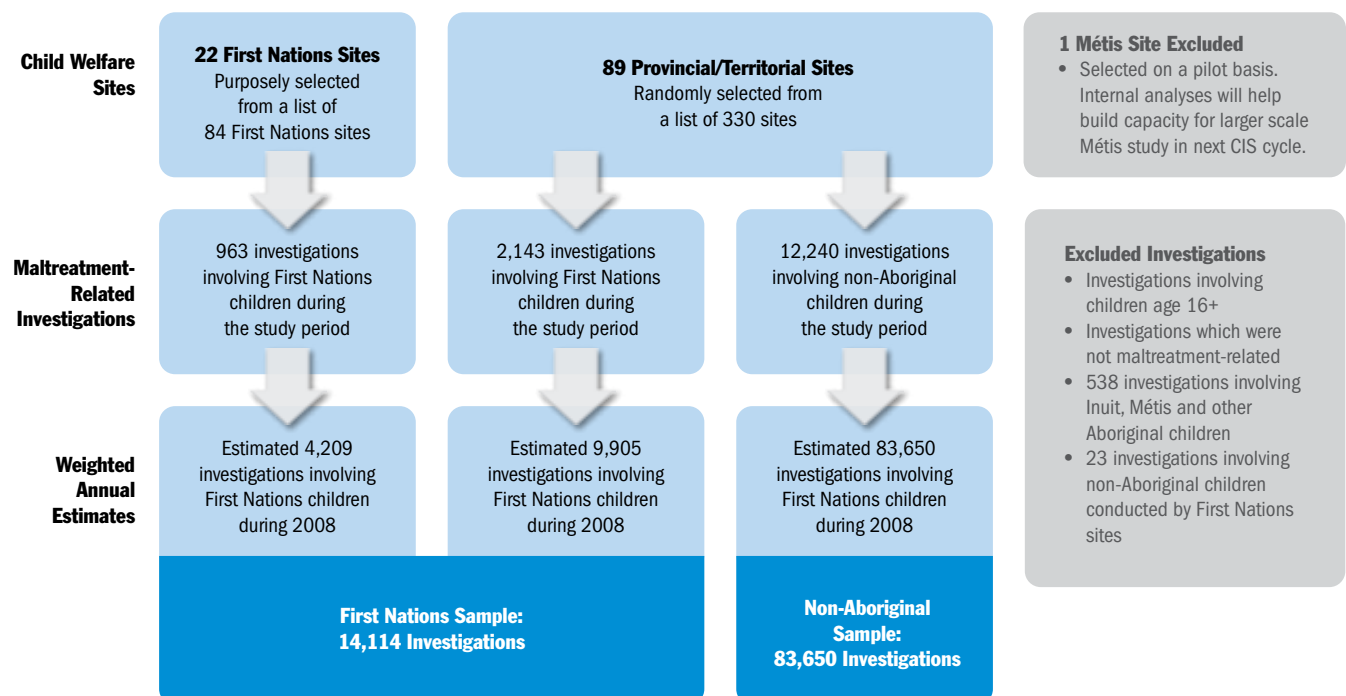 Child Welfare
Sites
22 First Nations Sites
Purposely selected
from a list of
84 First Nations sites
89 Provincial/Territorial Sites
Randomly selected from
a list of 330 sites
1 Métis Site Excluded
• Selected on a pilot basis.
Internal analyses will help
build capacity for larger scale
Métis study in next CIS cycle.
Maltreatment-
Related
Investigations
963 investigations
involving First Nations
children during
the study period
2,143 investigations
involving First Nations
children during
the study period
12,240 investigations
involving non-Aboriginal
children during
the study period
Excluded Investigations
• Investigations involving
children age 16+
• Investigations which were
not maltreatment-related
• 538 investigations involving
Inuit, Métis and other
Aboriginal children
• 23 investigations involving
non-Aboriginal children
conducted by First Nations
sites
Weighted
Annual
Estimates
Estimated 4,209
investigations involving
First Nations children
during 2008
Estimated 9,905
investigations involving
First Nations children
during 2008
Estimated 83,650
investigations involving
First Nations children
during 2008
First Nations Sample:
14,114 Investigations
Non-Aboriginal
Sample:
83,650 Investigations